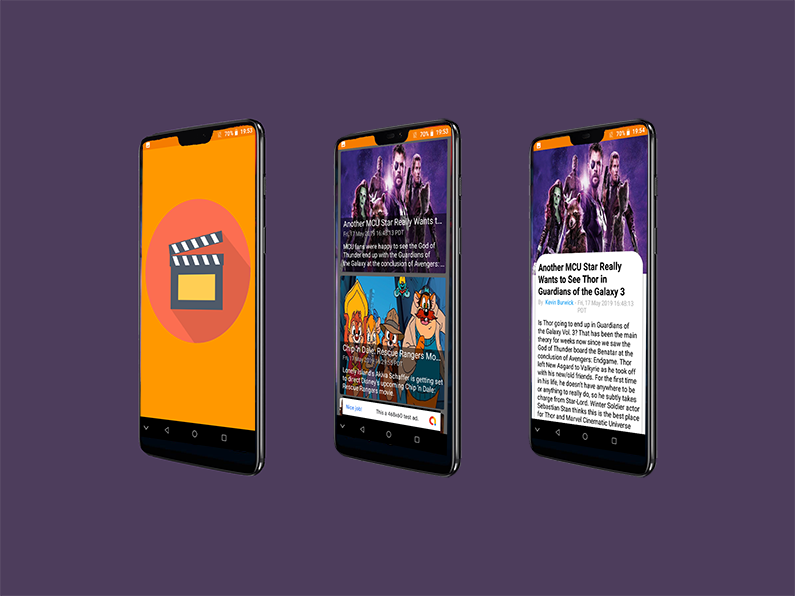 70% 19:53
70% 19:53
Another MCU Star Really Wants t...
Fri, 17 May 2019 16:48:13 PDT
MCU fans were happy to see the God of
Thunder end up with the Guardians of
the Galaxy at the conclusion of Avengers:...
Chip 'n Dale: Rescue Rangers Mo...
Fri, 17 May 2019
PDT
Lonely Island's Akiva Schaffer is getting set
to direct Disney's upcoming Chip 'n Dale:
Rescue Rangers movie.
Nice job!
This a 468x60 test ad.
70% 19:54
Another MCU Star Really
Wants to See Thor in
Guardians of the Galaxy 3
By Kevin Burwick - Fri, 17 May 2019 16:48:13
PDT
Is Thor going to end up in Guardians of
the Galaxy Vol. 3? That has been the main
theory for weeks now since we saw the
God of Thunder board the Benatar at the
conclusion of Avengers: Endgame. Thor
left New Asgard to Valkyrie as he took off
with his new/old friends. For the first time
in his life, he doesn't have anywhere to be
or anything to really do, so he subtly takes
charge from Star-Lord. Winter Soldier actor
Sebastian Stan thinks this is the best place
for Thor and Marvel Cinematic Universe